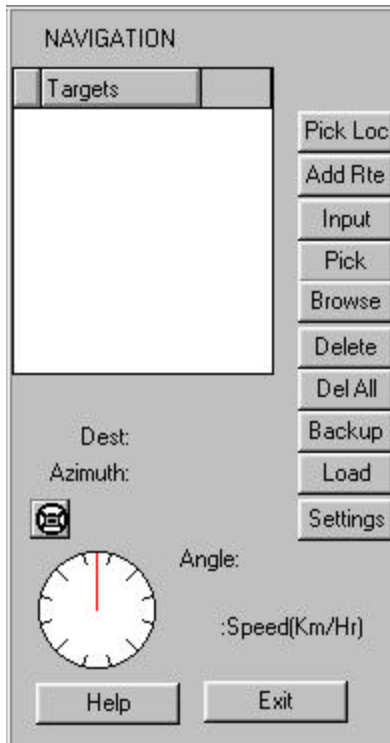 NAVIGATION
Targets
Pick Loc
Add Rte
Input
Pick
Browse
Delete
Del All
Backup
Load
Settings
Dest:
Azimuth:
Angle:
:Speed(Km/Hr)
Help
Exit